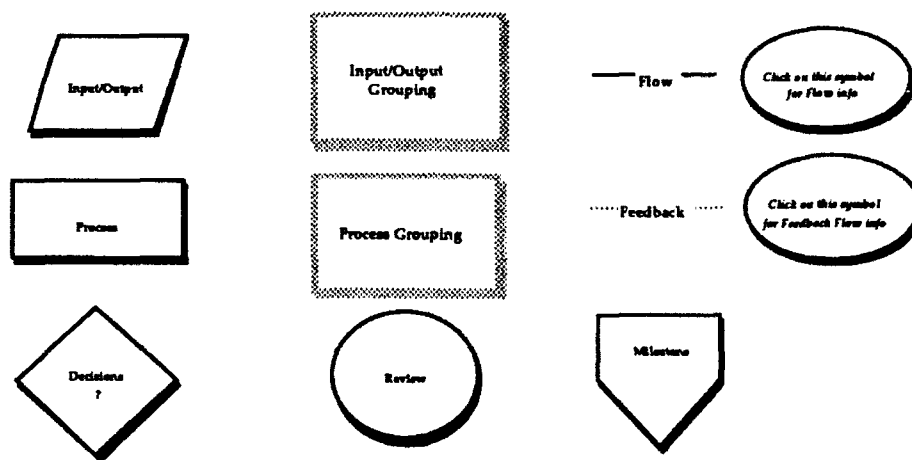 Input/Output
Input/Output
Grouping
Flow
Click on this symbol
for Flow info
Process
Process Grouping
Feedback
Click on this symbol
for Feedback Flow info
Decisions
?
Review
Milestone